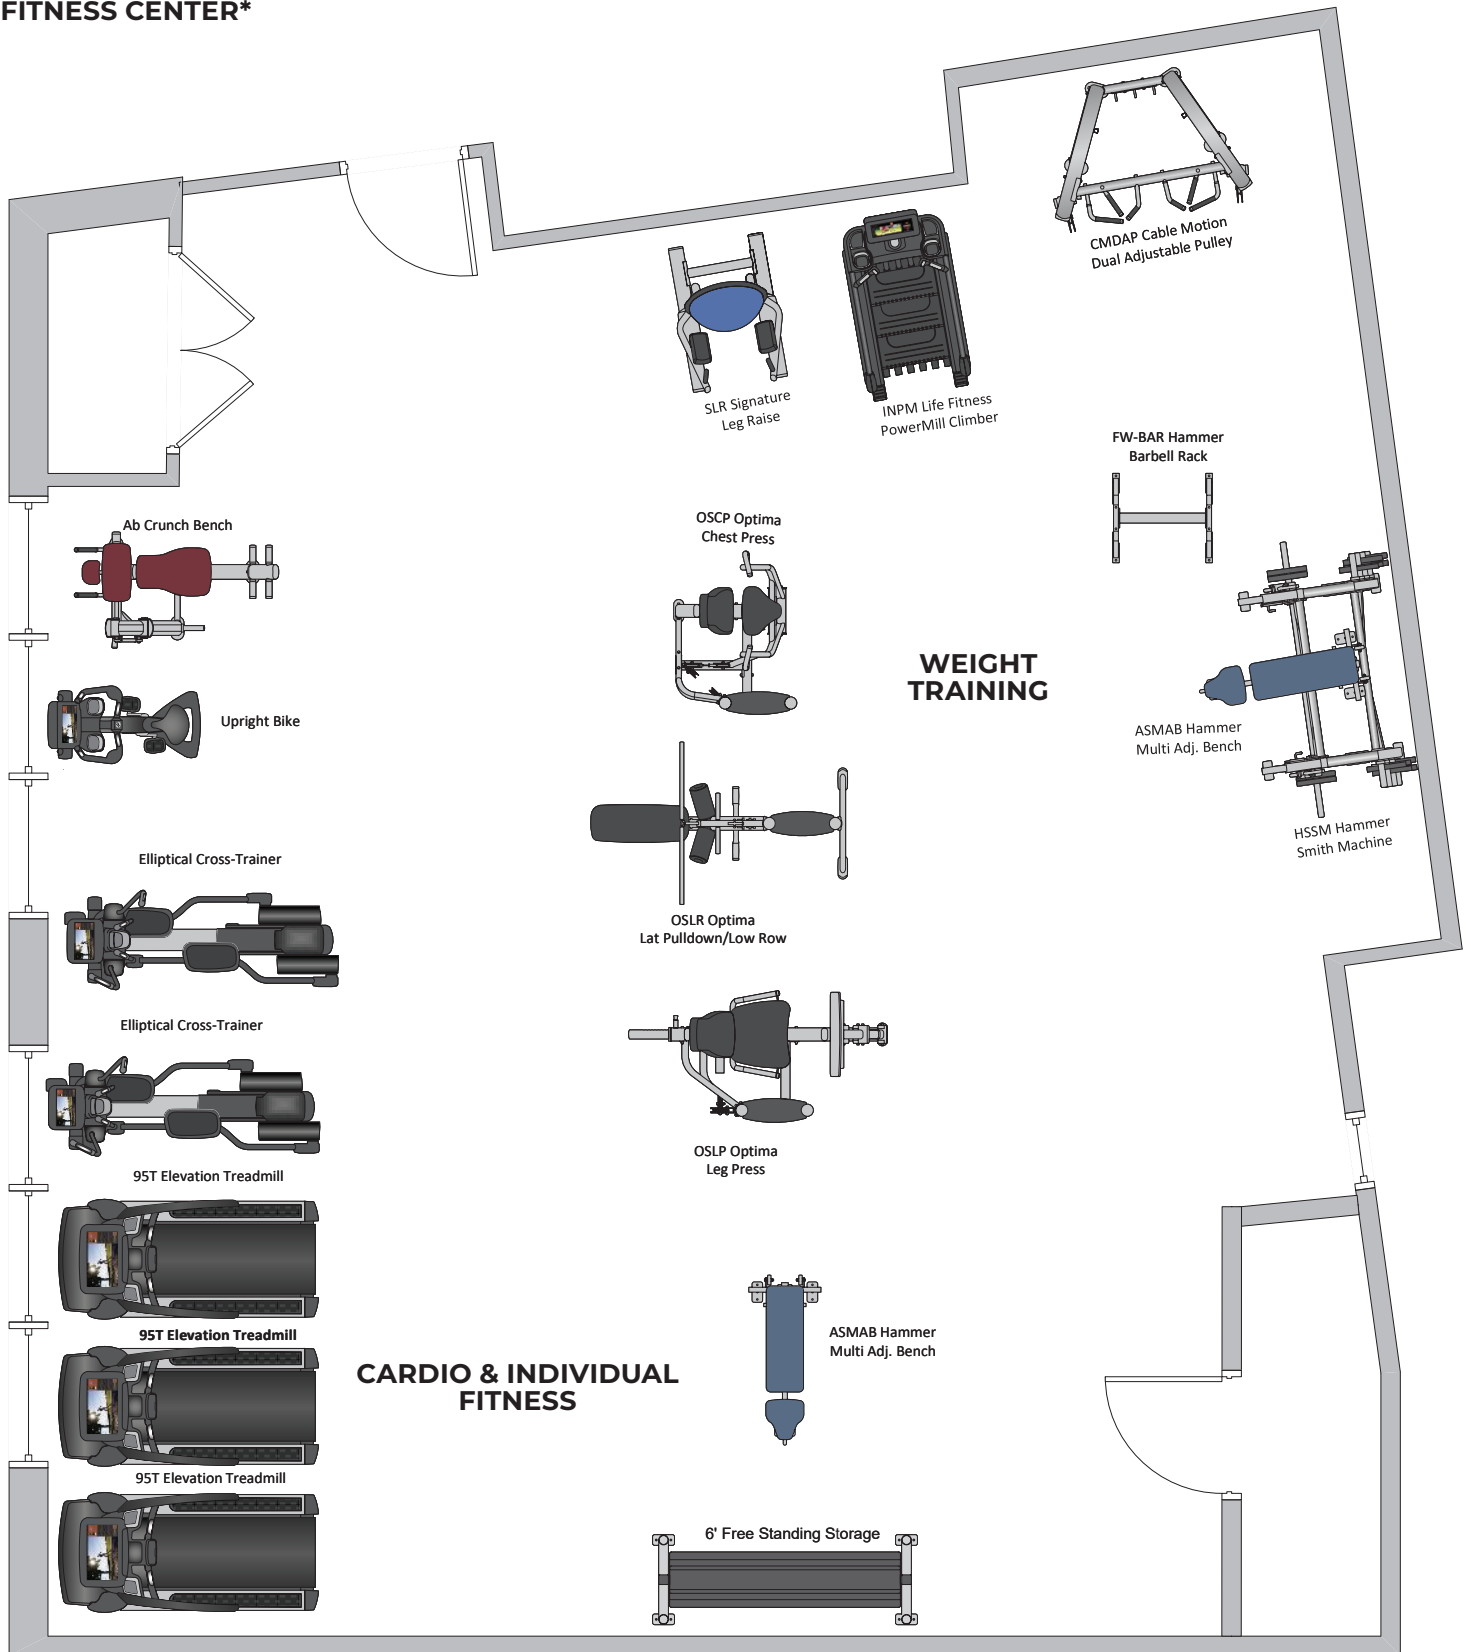 FITNESS CENTER*
CMDAP Cable Motion
Dual Adjustable Pulley
SLR Signature
Leg Raise
INPM Life Fitness
PowerMill Climber
FW-BAR Hammer
Barbell Rack
Ab Crunch Bench
OSCP Optima
Chest Press
WEIGHT
TRAINING
Upright Bike
ASMAB Hammer
Multi Adj. Bench
HSSM Hammer
Smith Machine
Elliptical Cross-Trainer
OSLR Optima
Lat Pulldown/Low Row
Elliptical Cross-Trainer
OSLP Optima
Leg Press
95T Elevation Treadmill
95T Elevation Treadmill
ASMAB Hammer
Multi Adj. Bench
CARDIO & INDIVIDUAL
FITNESS
95T Elevation Treadmill
6' Free Standing Storage